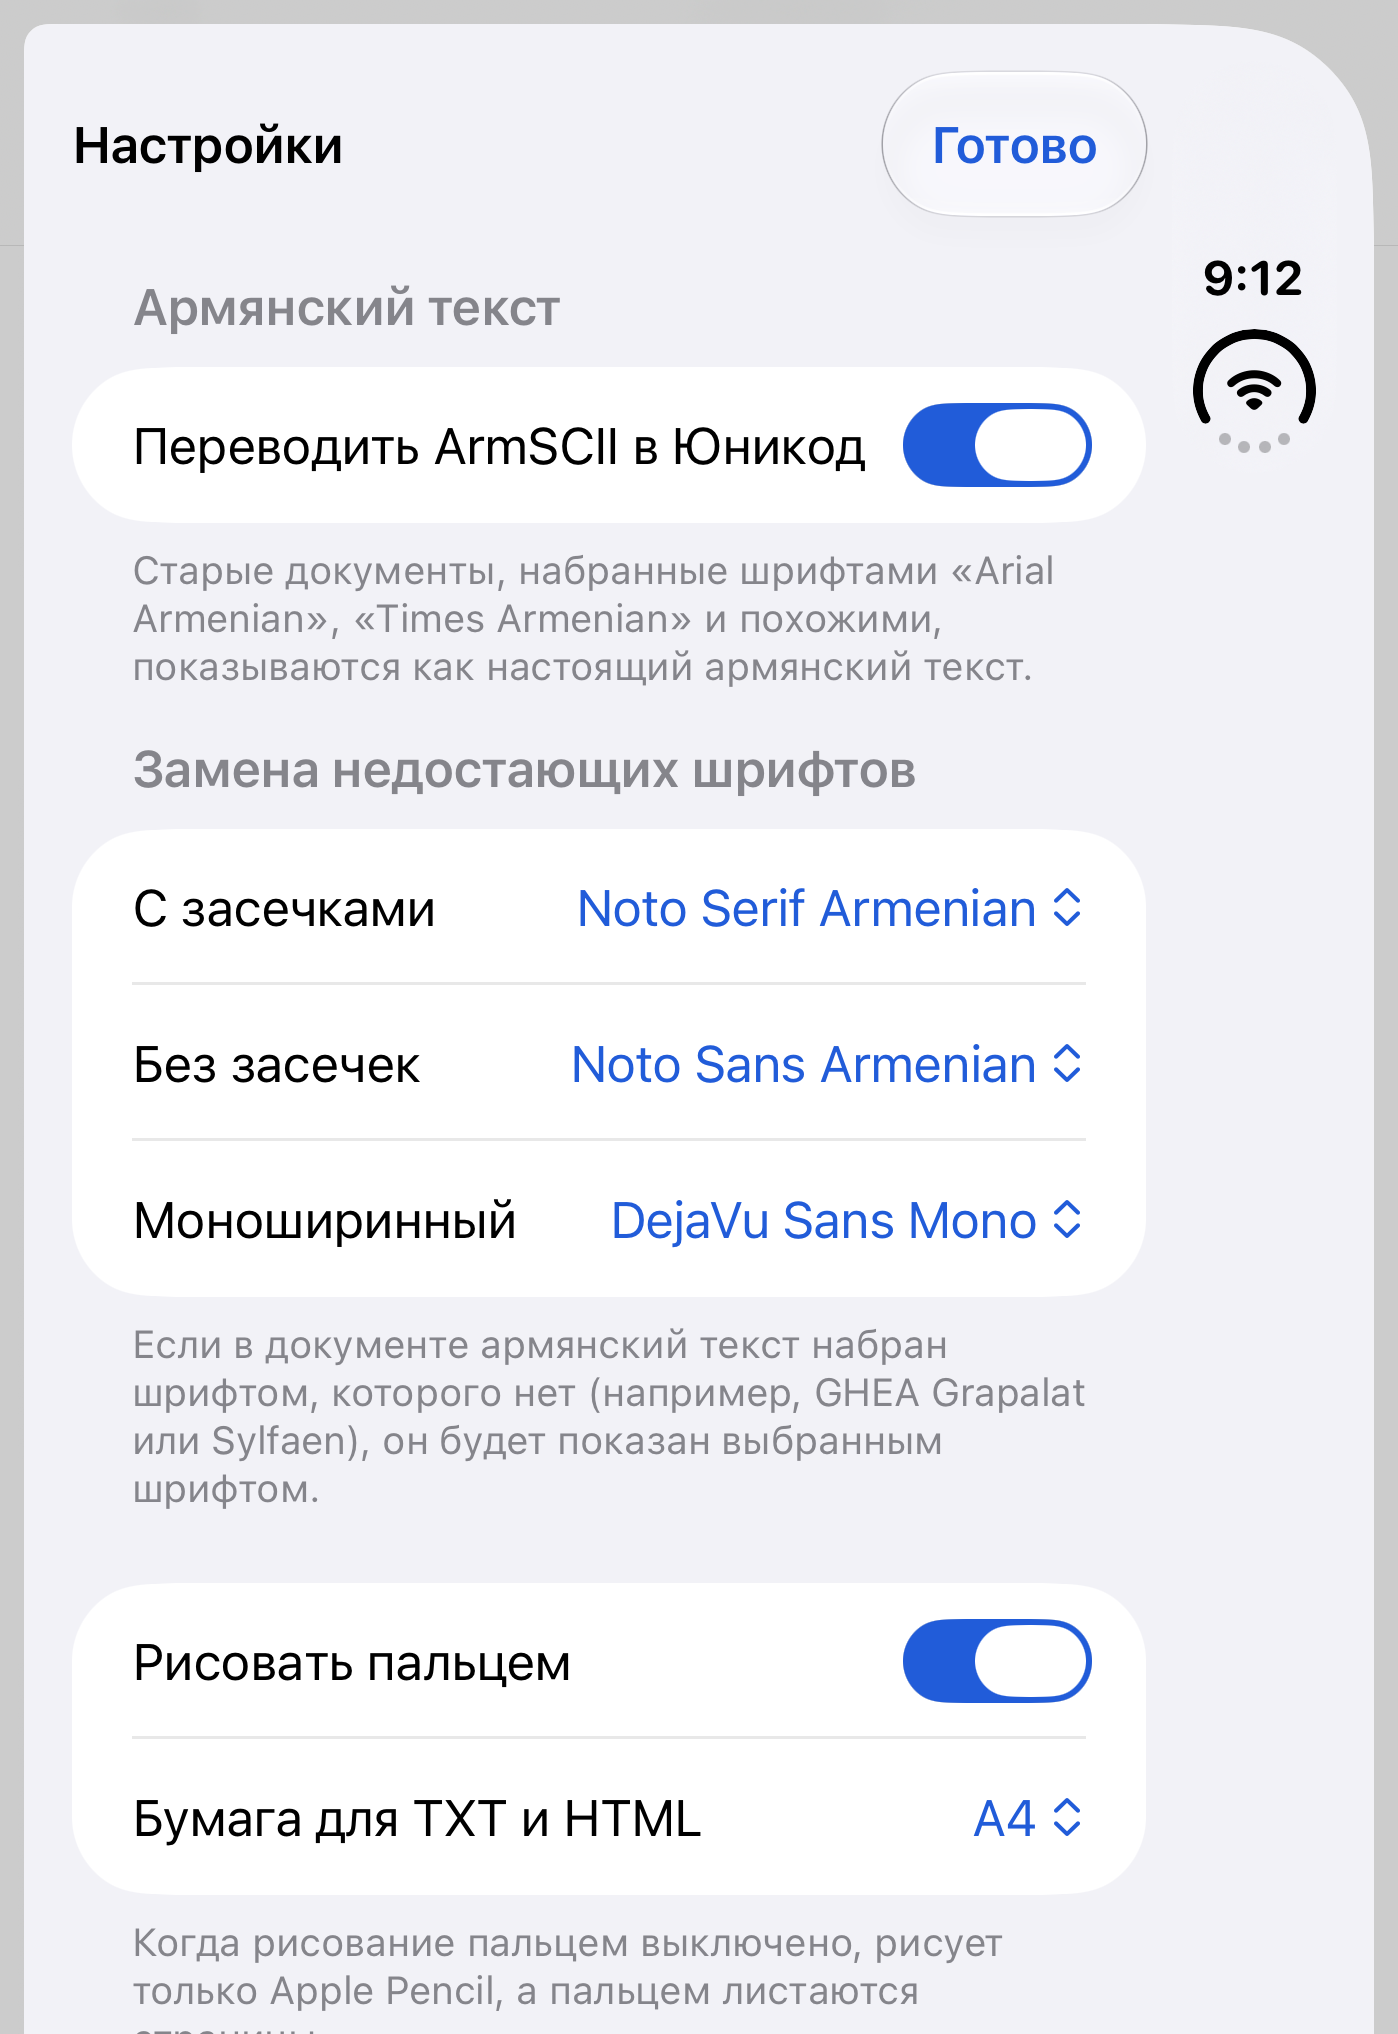 Настройки
Готово
9:12
Армянский текст
Переводить ArmSCII в Юникод
Старые документы, набранные шрифтами «Arial
Armenian», «Times Armenian» и похожими,
показываются как настоящий армянский текст.
Замена недостающих шрифтов
С засечками
Noto Serif Armenian
Без засечек
Noto Sans Armenian
Моноширинный
DejaVu Sans Mono
Если в документе армянский текст набран
шрифтом, которого нет (например, GHEA Grapalat
или Sylfaen), он будет показан выбранным
шрифтом.
Рисовать пальцем
Бумага для TXT и HTML
A4
Когда рисование пальцем выключено, рисует
только Apple Pencil, а пальцем листаются